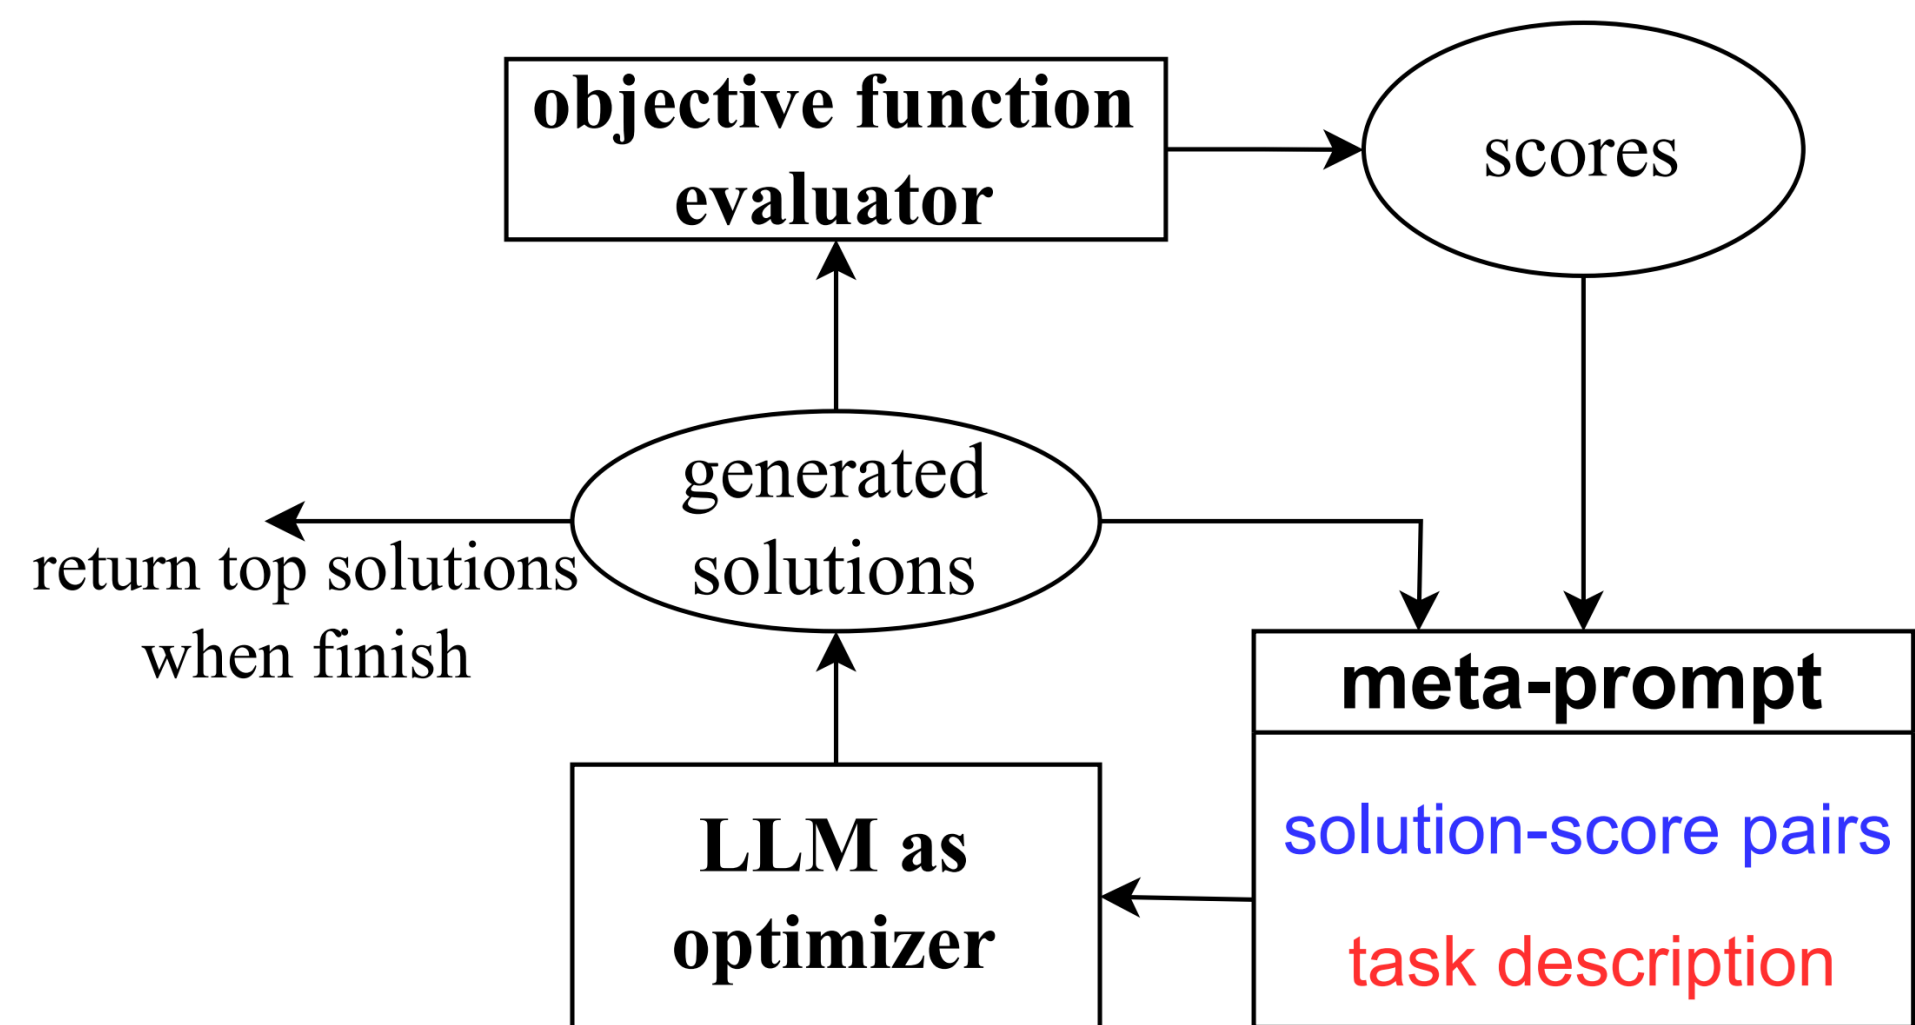 objective function
evaluator
scores
generated
solutions
return top solutions
when finish
meta-prompt
solution-score pairs
task description
LLM as
optimizer